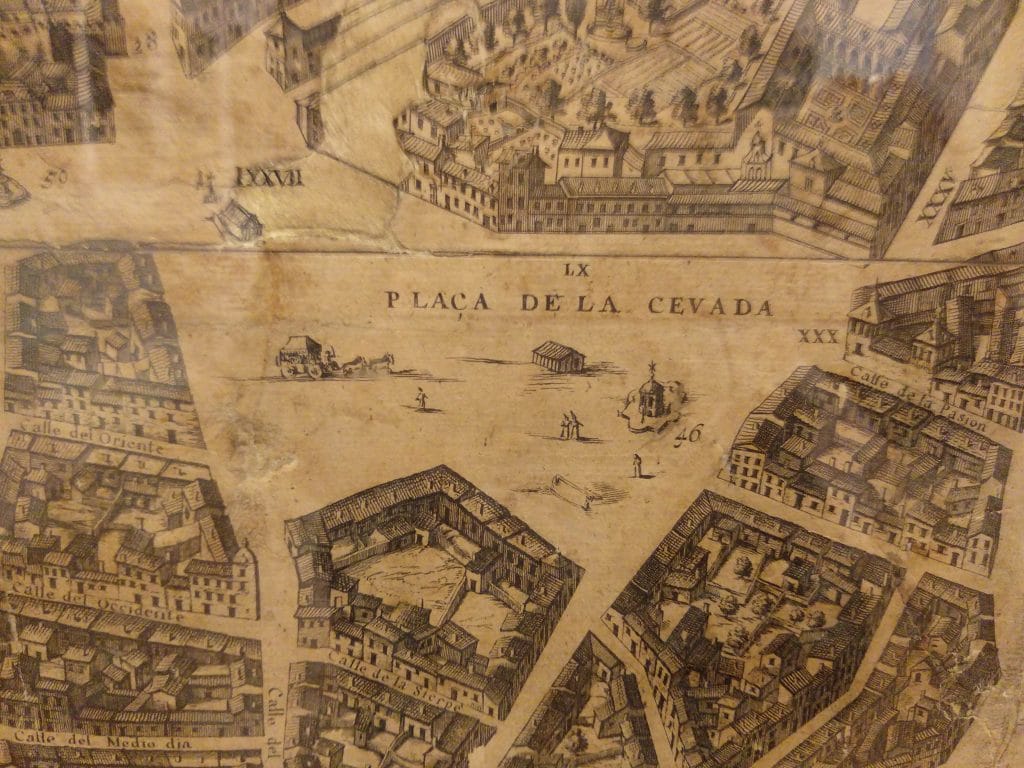 28
50
LXXVII
XXX
LX
PLAÇA DE LA CEVADA
XXX
Calle de la Pasion
46
Calle del Oriente
Calle del Occidente
Calle de la Sierpe
Calle del
Calle del Medio dia